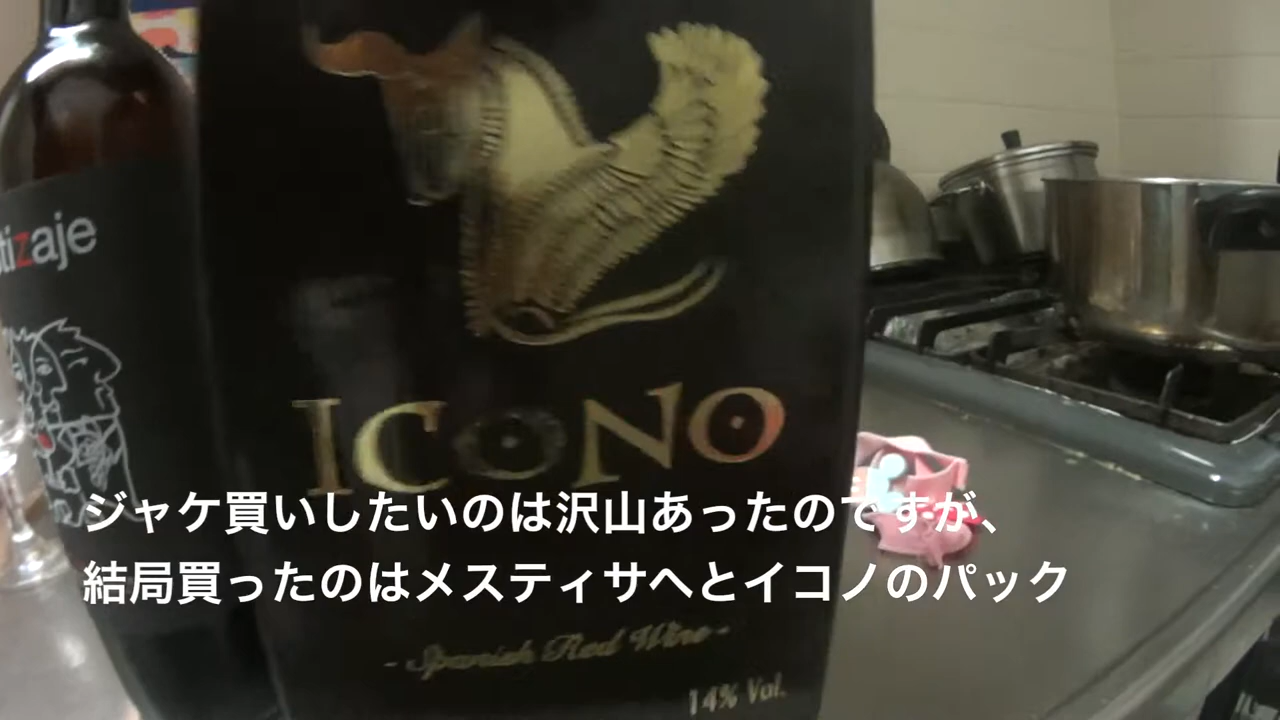 tizaje
ICONO
ジャケ買いしたいのは沢山あったのですが、
結局買ったのはメスティサヘとイコノのパック
- Spanish Red Wine -
14% Vol.